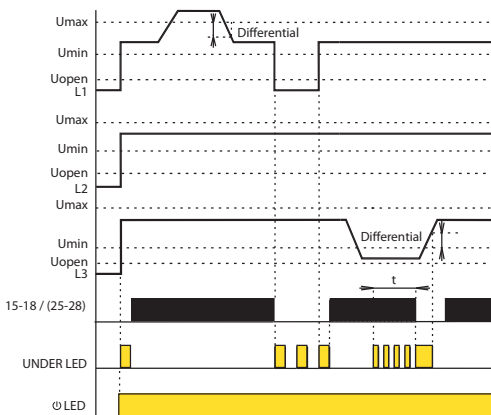 Umax
Differential
Umin
Uopen
L1
Umax
Umin
Uopen
L2
Umax
Differential
Umin
Uopen
L3
t
15-18 / (25-28)
UNDER LED
⏻ LED